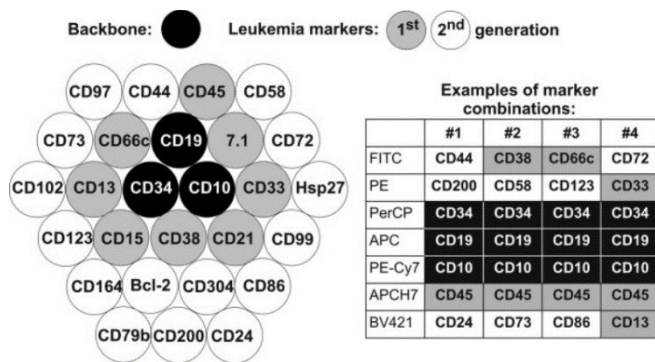 Backbone: Leukemia markers: 1st 2nd generation
CD97 CD44 CD45 CD58
CD73 CD66c CD19 7.1 CD72
CD102 CD13 CD34 CD10 CD33 Hsp27
CD123 CD15 CD38 CD21 CD99
CD164 Bcl-2 CD304 CD86
CD79b CD200 CD24
Examples of marker
combinations:
#1 #2 #3 #4
FITC CD44 CD38 CD66c CD72
PE CD200 CD58 CD123 CD33
PerCP CD34 CD34 CD34 CD34
APC CD19 CD19 CD19 CD19
PE-Cy7 CD10 CD10 CD10 CD10
APCH7 CD45 CD45 CD45 CD45
BV421 CD24 CD73 CD86 CD13